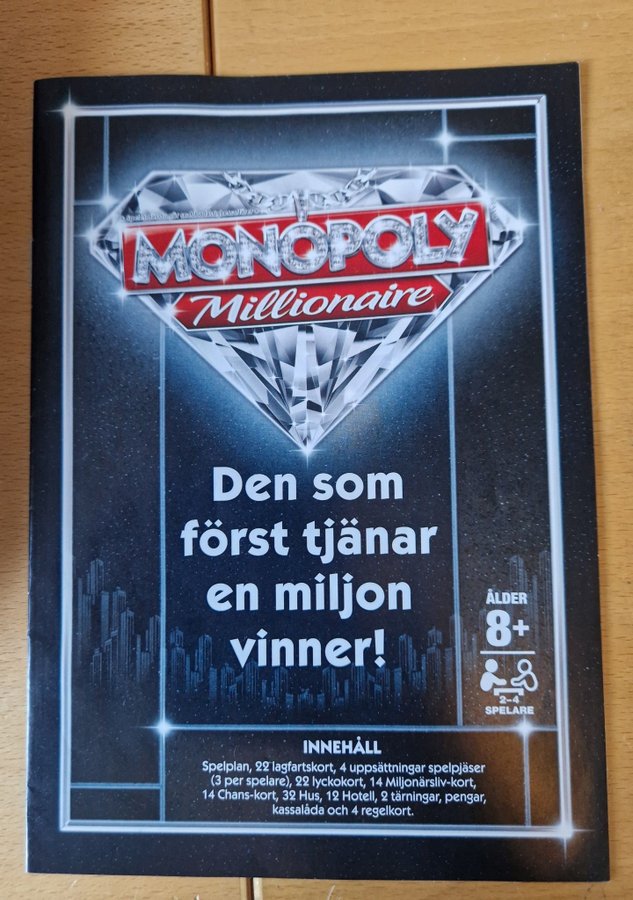 MONOPOLY
Millionaire
Den som
först tjänar
en miljon
vinner!
ÅLDER
8+
2-4
SPELARE
INNEHÅLL
Spelplan, 22 lagfartskort, 4 uppsättningar spelpjäser
(3 per spelare), 22 lyckokort, 14 Miljonärsliv-kort,
14 Chans-kort, 32 Hus, 12 Hotell, 2 tärningar, pengar,
kassalåda och 4 regelkort.